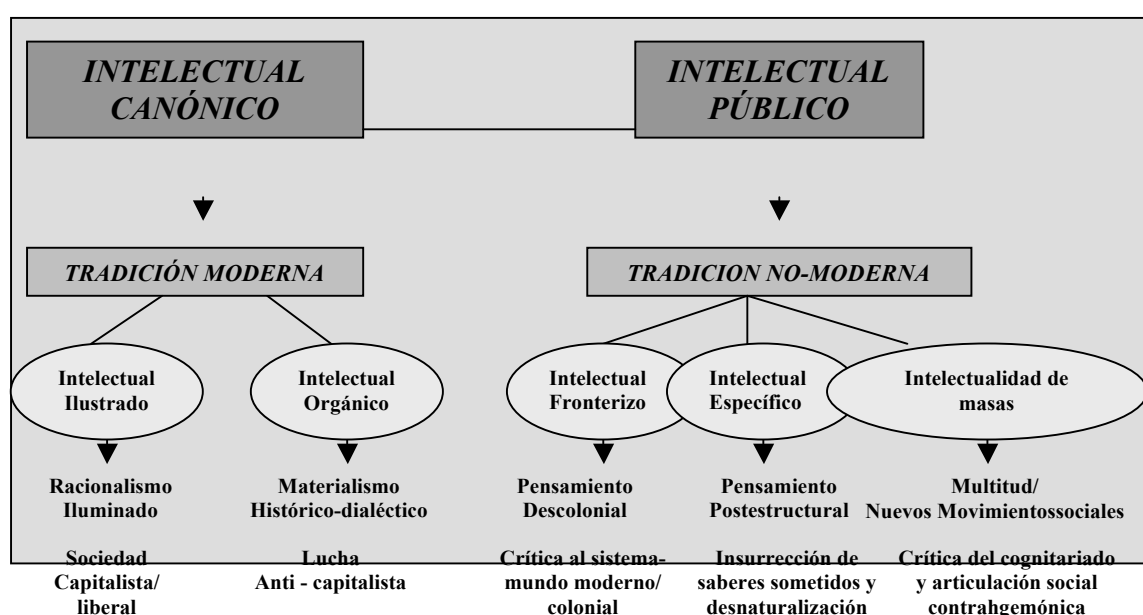 INTELECTUAL
CANÓNICO
INTELECTUAL
PÚBLICO
TRADICIÓN MODERNA
TRADICION NO-MODERNA
Intelectual
Ilustrado
Intelectual
Orgánico
Intelectual
Fronterizo
Intelectual
Específico
Intelectualidad de
masas
Racionalismo
Iluminado
Materialismo
Histórico-dialéctico
Pensamiento
Descolonial
Pensamiento
Postestructural
Multitud/
Nuevos Movimientossociales
Sociedad
Capitalista/
liberal
Lucha
Anti - capitalista
Crítica al sistema-
mundo moderno/
colonial
Insurrección de
saberes sometidos y
desnaturalización
Crítica del cognitariado
y articulación social
contrahgemónica